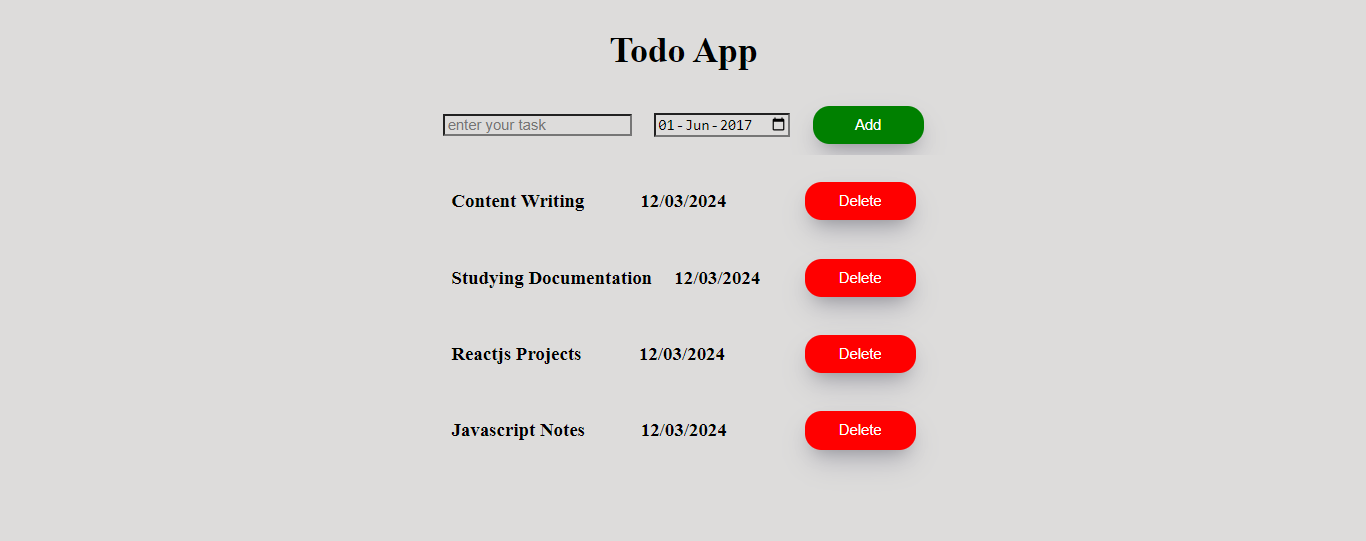 Todo App
enter your task 01-Jun-2017 Add
Content Writing 12/03/2024 Delete
Studying Documentation 12/03/2024 Delete
Reactjs Projects 12/03/2024 Delete
Javascript Notes 12/03/2024 Delete